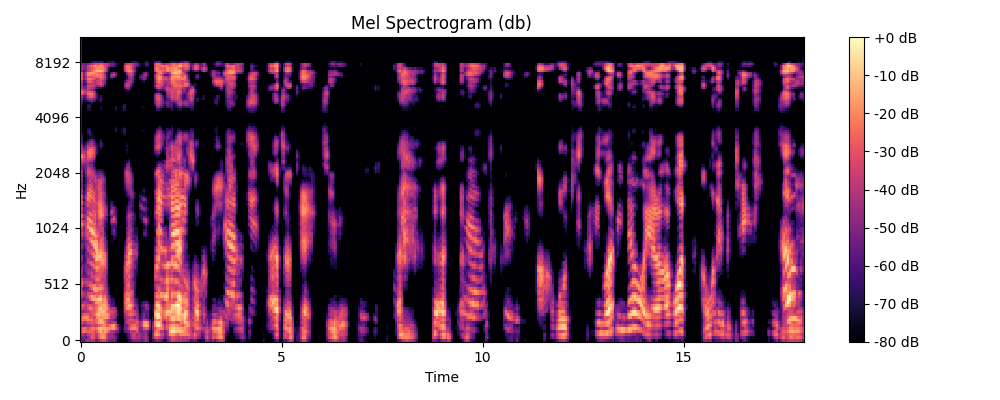 Mel Spectrogram (db)
+0 dB
8192
-10 dB
4096
-20 dB
2048
-30 dB
Hz
-40 dB
1024
-50 dB
512
-60 dB
-70 dB
0
-80 dB
0 5 10 15
Time